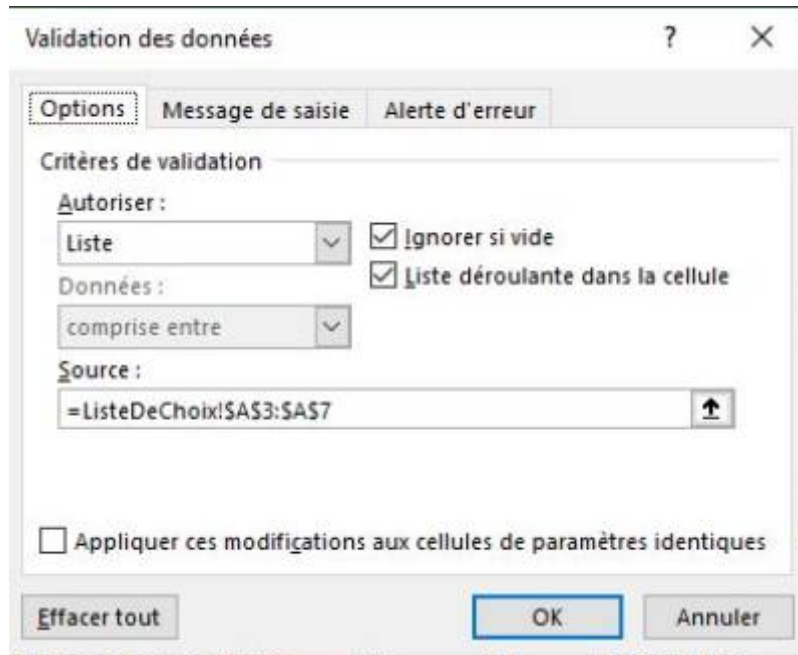 Validation des données ? ×
Options Message de saisie Alerte d'erreur
Critères de validation
Autoriser :
Liste Ignorer si vide
Données : Liste déroulante dans la cellule
comprise entre
Source :
=ListeDeChoix!$A$3:$A$7
Appliquer ces modifications aux cellules de paramètres identiques
Effacer tout OK Annuler